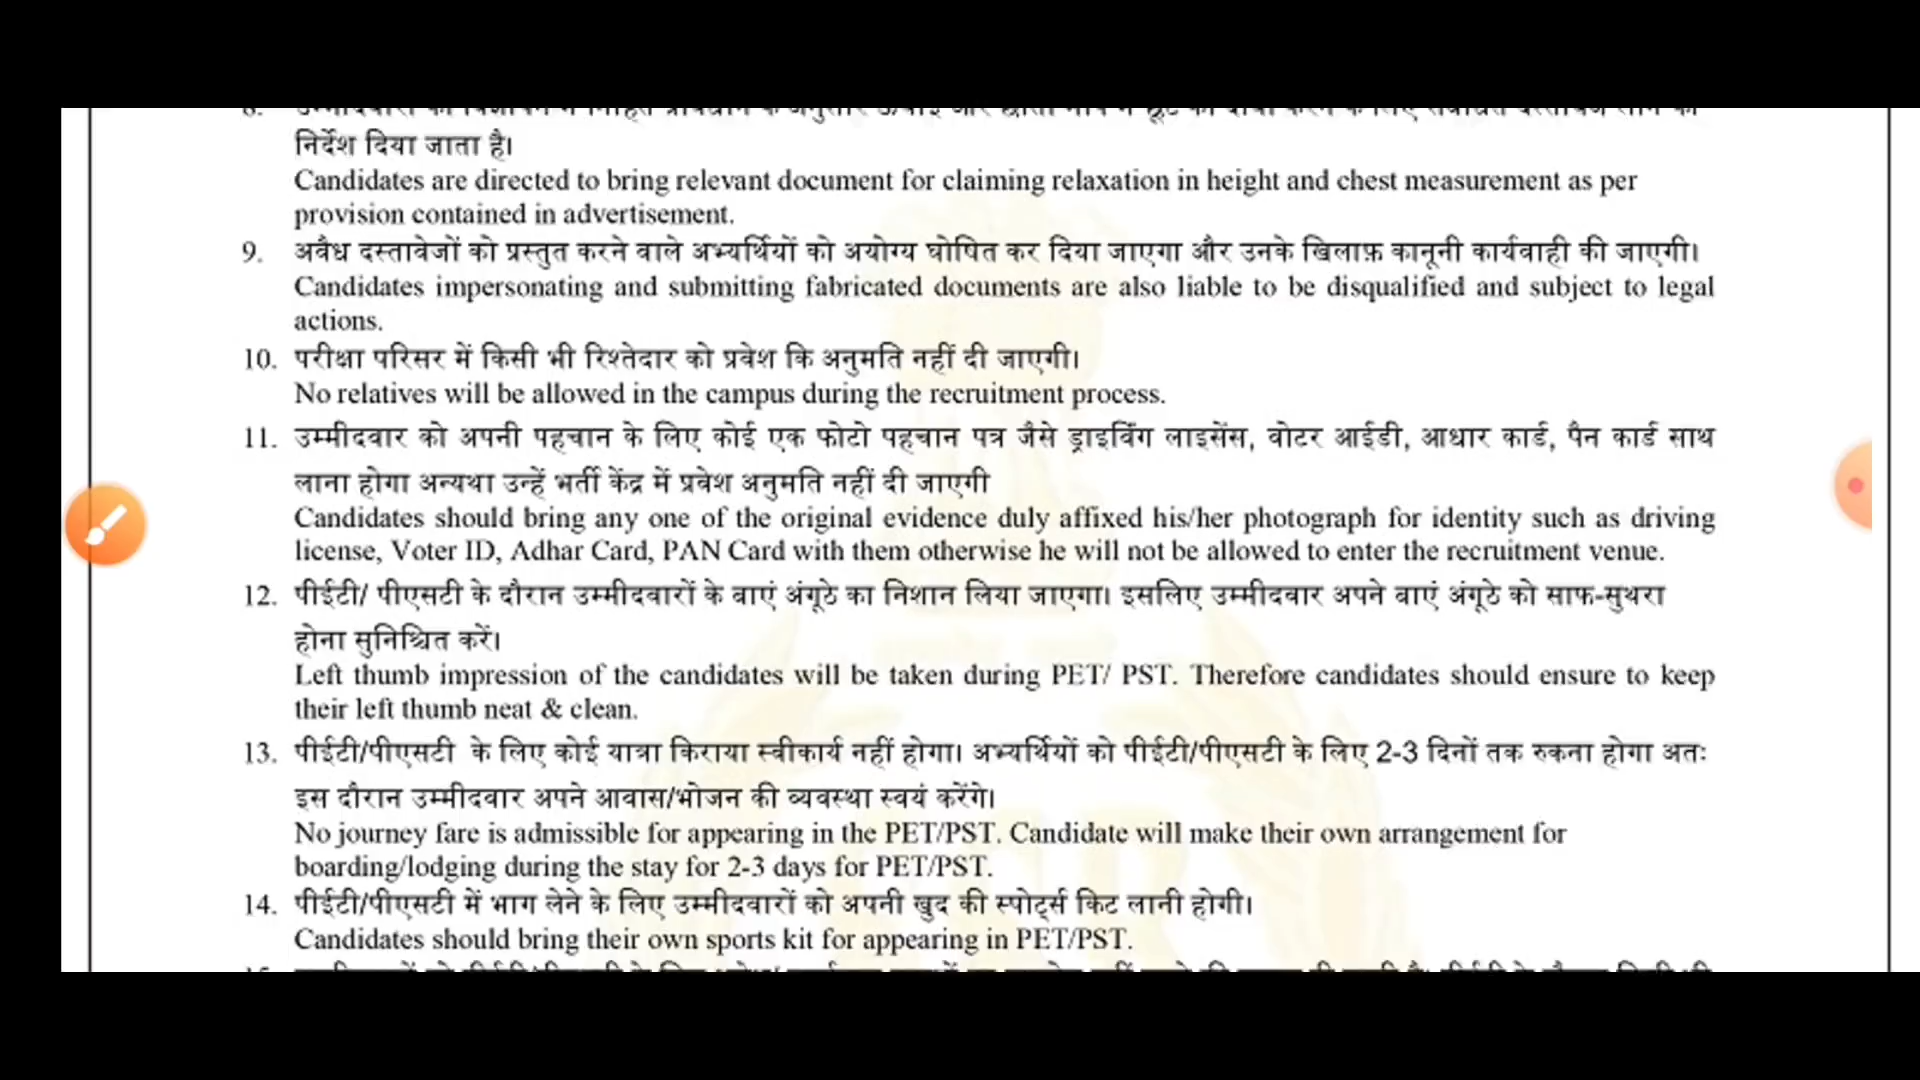 निर्देश दिया जाता है।
Candidates are directed to bring relevant document for claiming relaxation in height and chest measurement as per
provision contained in advertisement.
9. अवैध दस्तावेजों को प्रस्तुत करने वाले अभ्यर्थियों को अयोग्य घोषित कर दिया जाएगा और उनके खिलाफ़ कानूनी कार्यवाही की जाएगी।
Candidates impersonating and submitting fabricated documents are also liable to be disqualified and subject to legal
actions.
10. परीक्षा परिसर में किसी भी रिश्तेदार को प्रवेश कि अनुमति नहीं दी जाएगी।
No relatives will be allowed in the campus during the recruitment process.
11. उम्मीदवार को अपनी पहचान के लिए कोई एक फोटो पहचान पत्र जैसे ड्राइविंग लाइसेंस, वोटर आईडी, आधार कार्ड, पैन कार्ड साथ
लाना होगा अन्यथा उन्हें भर्ती केंद्र में प्रवेश अनुमति नहीं दी जाएगी
Candidates should bring any one of the original evidence duly affixed his/her photograph for identity such as driving
license, Voter ID, Adhar Card, PAN Card with them otherwise he will not be allowed to enter the recruitment venue.
12. पीईटी/ पीएसटी के दौरान उम्मीदवारों के बाएं अंगूठे का निशान लिया जाएगा। इसलिए उम्मीदवार अपने बाएं अंगूठे को साफ-सुथरा
होना सुनिश्चित करें।
Left thumb impression of the candidates will be taken during PET/ PST. Therefore candidates should ensure to keep
their left thumb neat & clean.
13. पीईटी/पीएसटी के लिए कोई यात्रा किराया स्वीकार्य नहीं होगा। अभ्यर्थियों को पीईटी/पीएसटी के लिए 2-3 दिनों तक रुकना होगा अतः
इस दौरान उम्मीदवार अपने आवास/भोजन की व्यवस्था स्वयं करेंगे।
No journey fare is admissible for appearing in the PET/PST. Candidate will make their own arrangement for
boarding/lodging during the stay for 2-3 days for PET/PST.
14. पीईटी/पीएसटी में भाग लेने के लिए उम्मीदवारों को अपनी खुद की स्पोर्ट्स किट लानी होगी।
Candidates should bring their own sports kit for appearing in PET/PST.